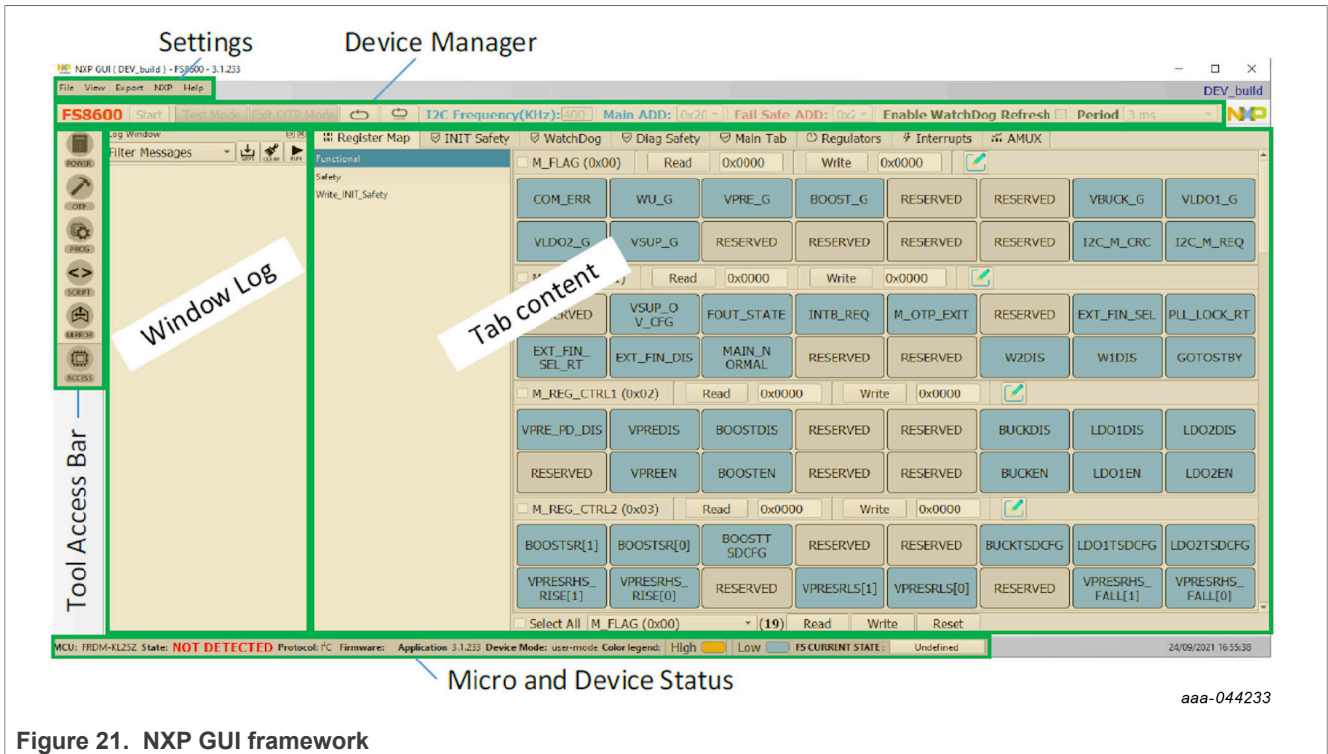 Settings
Device Manager
NXP GUI ( DEV_build ) - FS8600 - 3.1.233
File View Export NXP Help
DEV_build
FS8600 Start Test Mode Exit OTP Mode I2C Frequency(KHz): 400 Main ADD: 0x20 Fail Safe ADD: 0x2 Enable WatchDog Refresh Period 3 ms NXP
Log Window
Register Map INIT Safety WatchDog Diag Safety Main Tab Regulators Interrupts AMUX
Filter Messages SAVE CLEAR RUN
POWER
OTP
PROG
SCRIPT
MIRROR
ACCESS
Functional
Safety
Write_INIT_Safety
M_FLAG (0x00) Read 0x0000 Write 0x0000
COM_ERR WU_G VPRE_G BOOST_G RESERVED RESERVED VBUCK_G VLDO1_G
VLDO2_G VSUP_G RESERVED RESERVED RESERVED RESERVED I2C_M_CRC I2C_M_REQ
Read 0x0000 Write 0x0000
VSUP_O
V_CFG FOUT_STATE INTB_REQ M_OTP_EXIT RESERVED EXT_FIN_SEL PLL_LOCK_RT
EXT_FIN_
SEL_RT EXT_FIN_DIS MAIN_N
ORMAL RESERVED RESERVED W2DIS W1DIS GOTOSTBY
M_REG_CTRL1 (0x02) Read 0x0000 Write 0x0000
VPRE_PD_DIS VPREDIS BOOSTDIS RESERVED RESERVED BUCKDIS LDO1DIS LDO2DIS
RESERVED VPREEN BOOSTEN RESERVED RESERVED BUCKEN LDO1EN LDO2EN
M_REG_CTRL2 (0x03) Read 0x0000 Write 0x0000
BOOSTSR[1] BOOSTSR[0] BOOSTT
SDCFG RESERVED RESERVED BUCKTSDCFG LDO1TSDCFG LDO2TSDCFG
VPRESRHS_
RISE[1] VPRESRHS_
RISE[0] RESERVED VPRESRLS[1] VPRESRLS[0] RESERVED VPRESRHS_
FALL[1] VPRESRHS_
FALL[0]
Select All M_FLAG (0x00) (19) Read Write Reset
Window Log
Tab content
Tool Access Bar
MCU: FRDM-KL25Z State: NOT DETECTED Protocol: I²C Firmware: Application 3.1.233 Device Mode: user-mode Color legend: High Low FS CURRENT STATE : Undefined 24/09/2021 16:55:38
Micro and Device Status
aaa-044233
Figure 21. NXP GUI framework